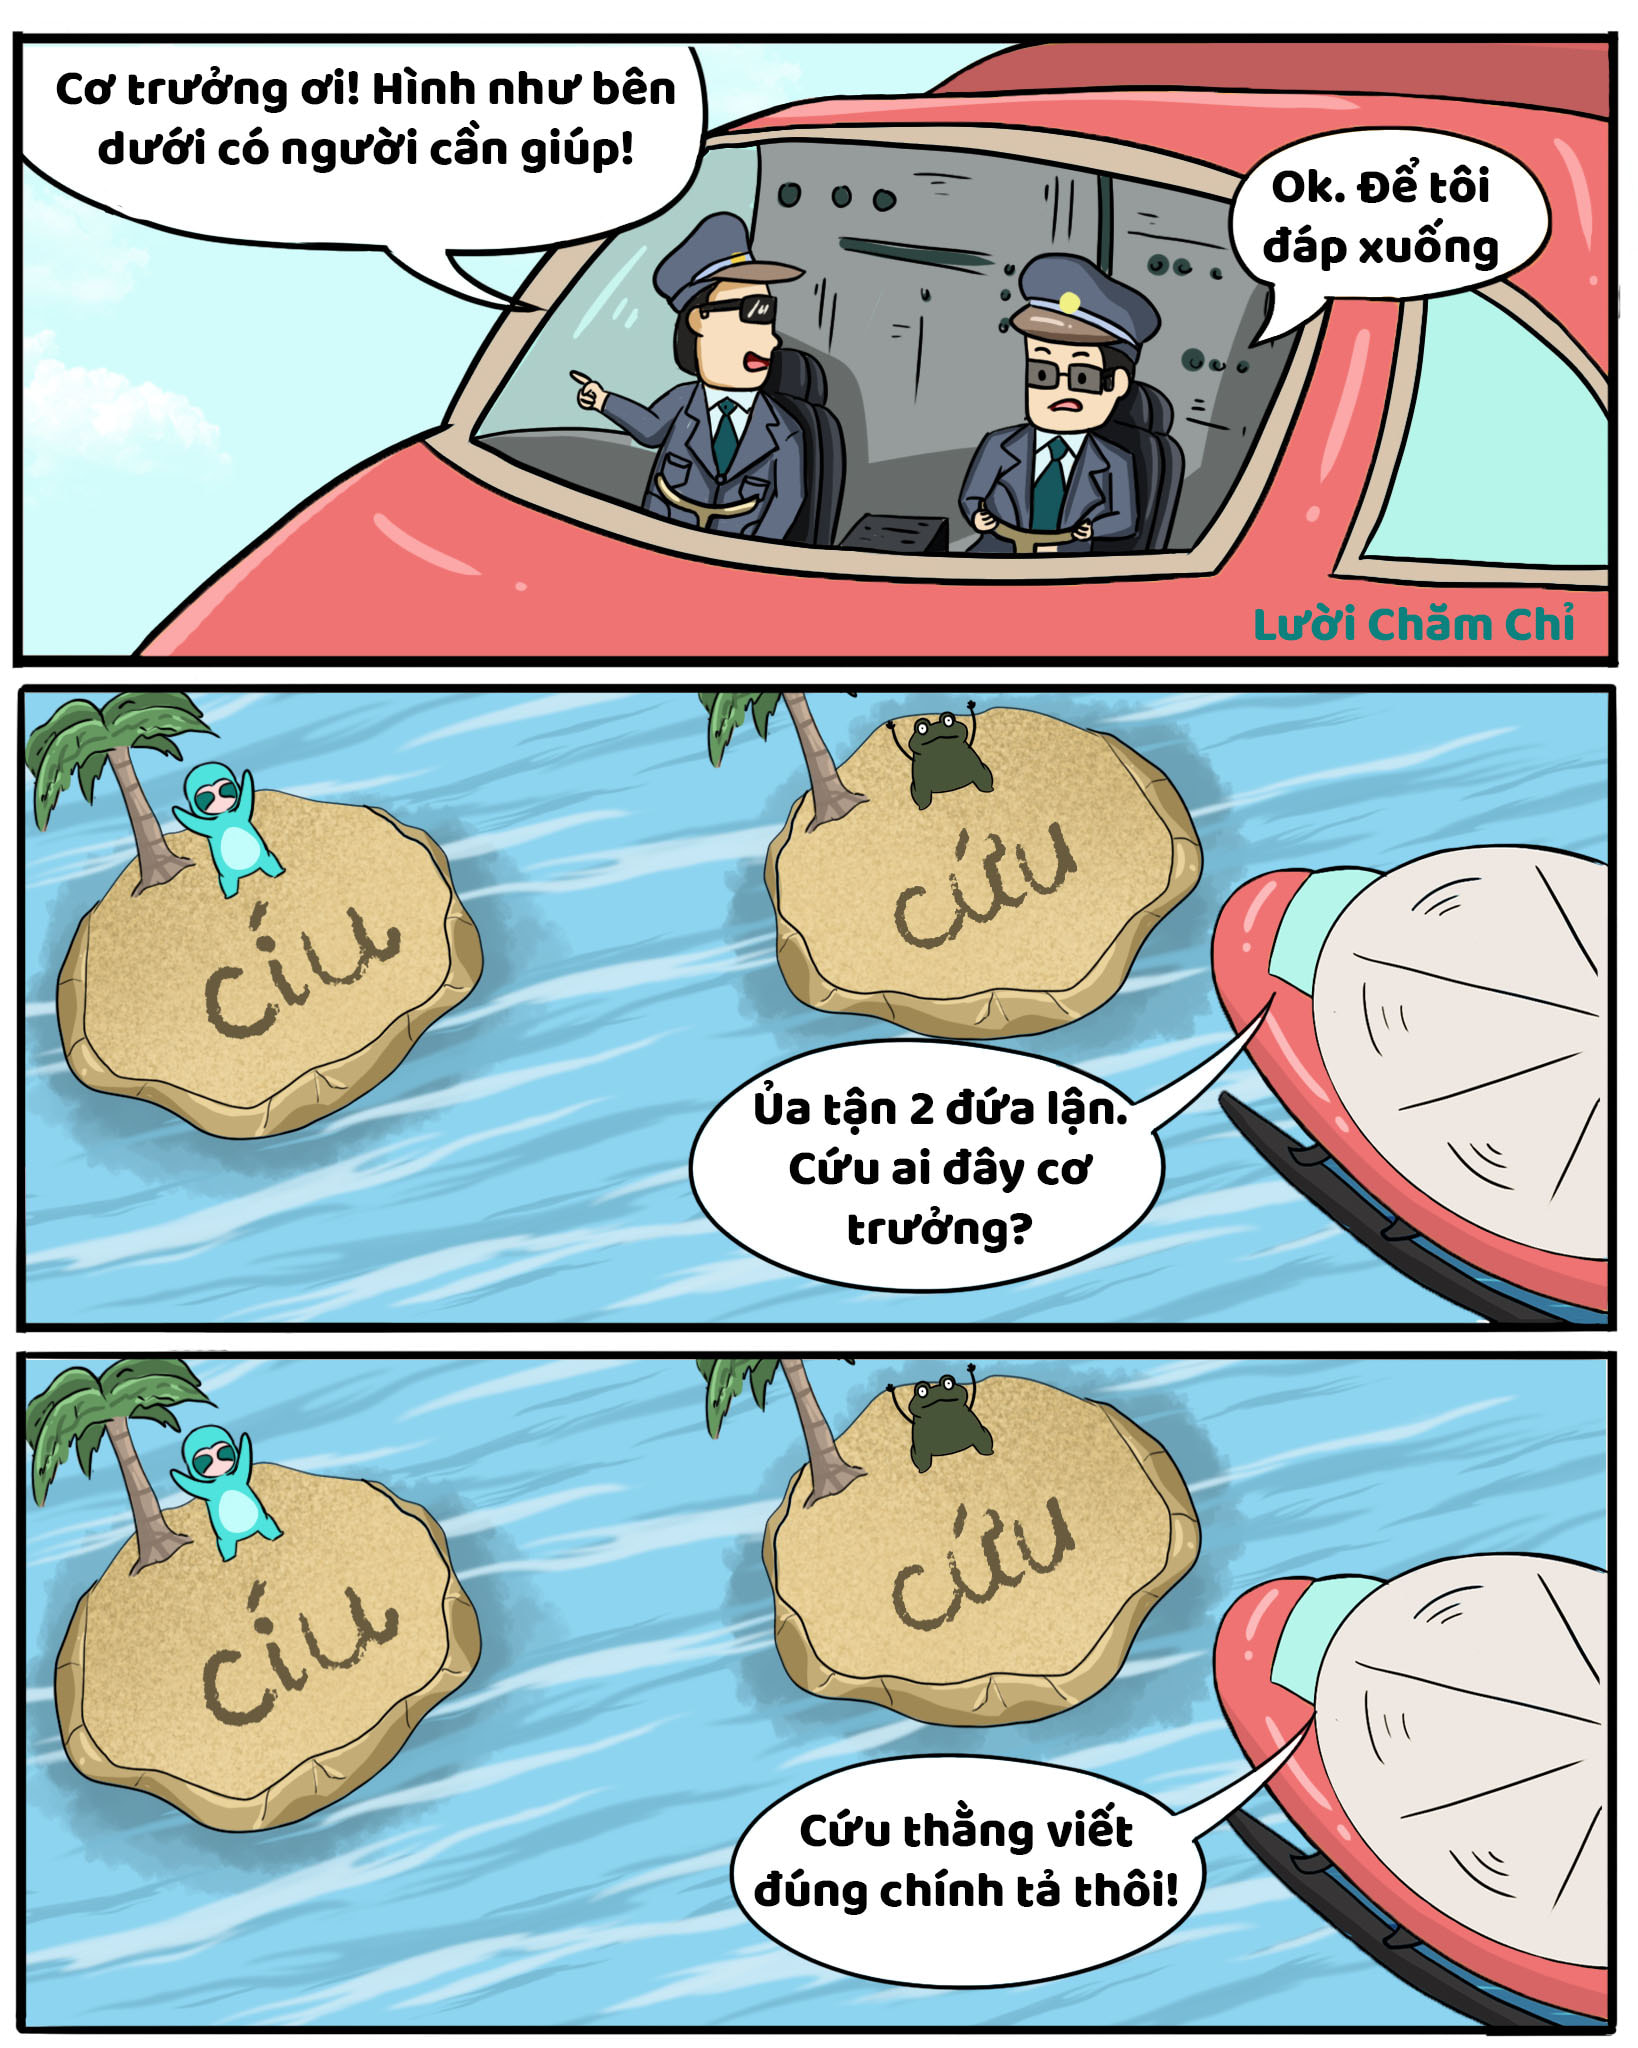 Cơ trưởng ơi! Hình như bên
dưới có người cần giúp!
Ok. Để tôi
đáp xuống
Lười Chăm Chỉ
cíu
cứu
Ủa tận 2 đứa lận.
Cứu ai đây cơ
trưởng?
cíu
cứu
Cứu thằng viết
đúng chính tả thôi!